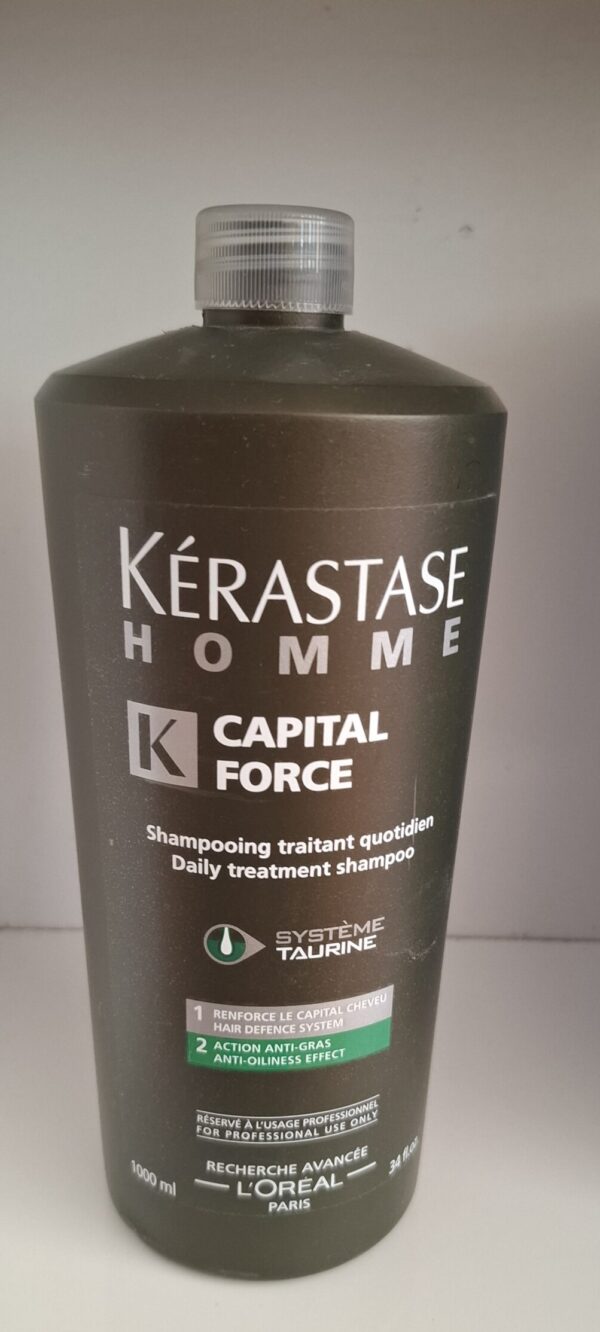 KÉRASTASE
HOMME
K CAPITAL
FORCE
Shampooing traitant quotidien
Daily treatment shampoo
SYSTÈME
TAURINE
1 RENFORCE LE CAPITAL CHEVEU
HAIR DEFENCE SYSTEM
2 ACTION ANTI-GRAS
ANTI-OILINESS EFFECT
RÉSERVÉ À L'USAGE PROFESSIONNEL
FOR PROFESSIONAL USE ONLY
RECHERCHE AVANCÉE
L'ORÉAL
PARIS
1000 ml
34 fl.oz.